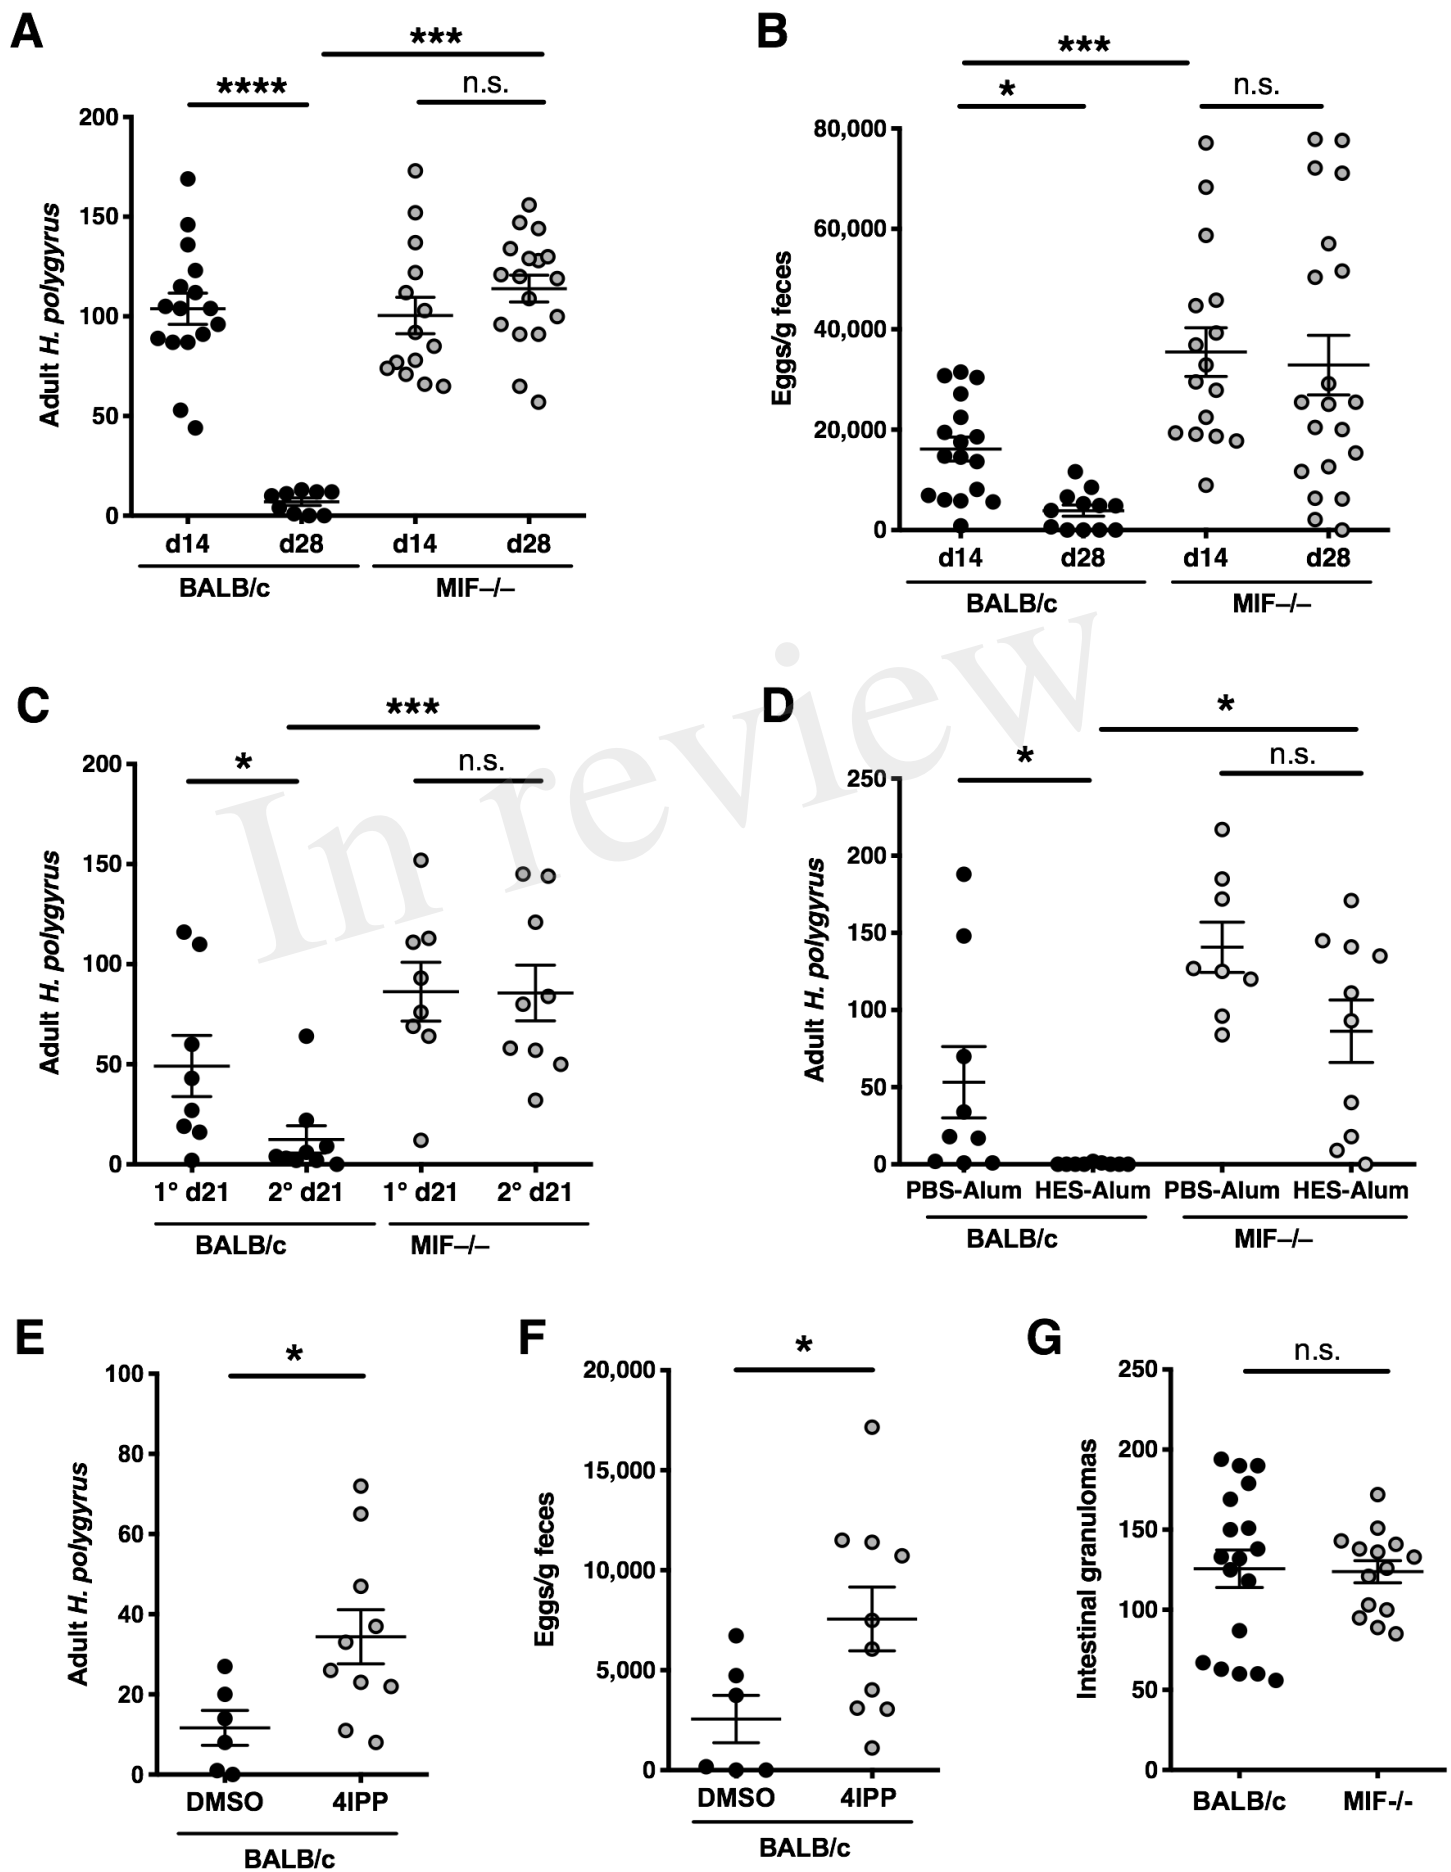 A
***
****
n.s.
200
150
100
50
0
Adult H. polygyrus
d14 d28 d14 d28
BALB/c MIF–/–
B
***
*
n.s.
80,000
60,000
40,000
20,000
0
Eggs/g feces
d14 d28 d14 d28
BALB/c MIF–/–
In review
C
***
*
n.s.
200
150
100
50
0
Adult H. polygyrus
1° d21 2° d21 1° d21 2° d21
BALB/c MIF–/–
D
*
*
n.s.
250
200
150
100
50
0
Adult H. polygyrus
PBS-Alum HES-Alum PBS-Alum HES-Alum
BALB/c MIF–/–
E
*
100
80
60
40
20
0
Adult H. polygyrus
DMSO 4IPP
BALB/c
F
*
20,000
15,000
10,000
5,000
0
Eggs/g feces
DMSO 4IPP
BALB/c
G
n.s.
250
200
150
100
50
0
Intestinal granulomas
BALB/c MIF-/-